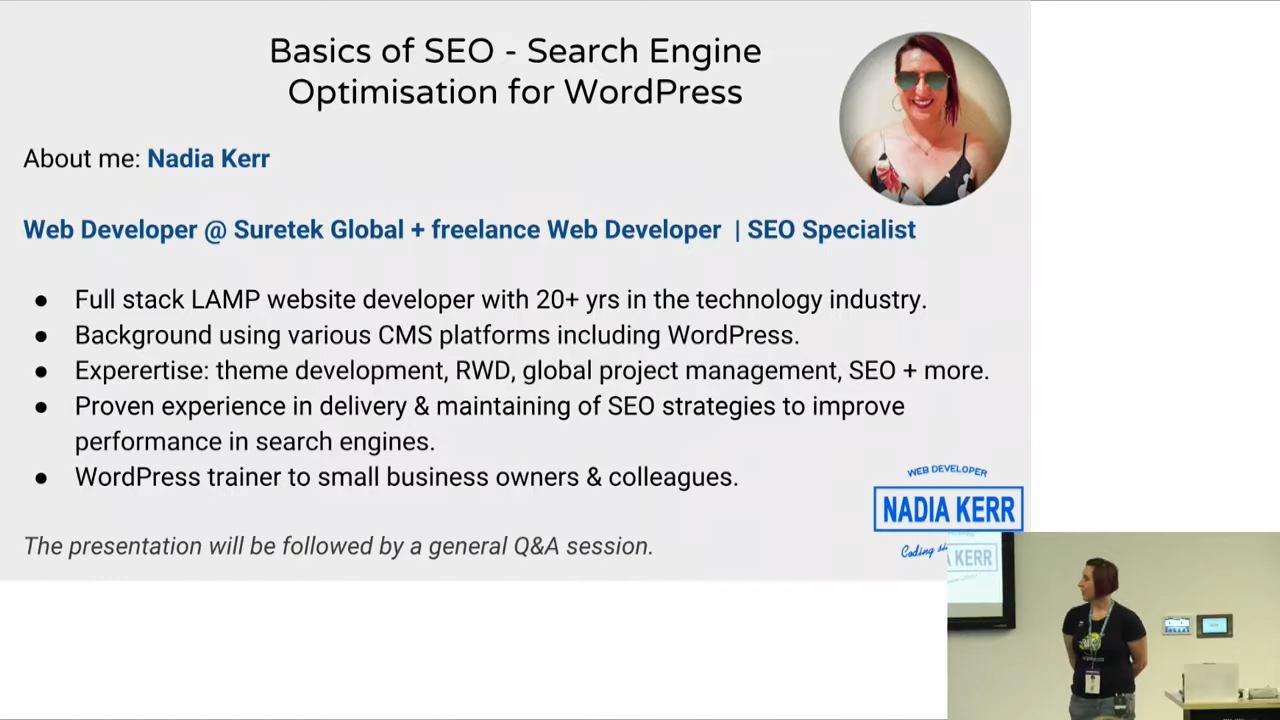 Basics of SEO - Search Engine
Optimisation for WordPress
About me: Nadia Kerr
Web Developer @ Suretek Global + freelance Web Developer | SEO Specialist
● Full stack LAMP website developer with 20+ yrs in the technology industry.
● Background using various CMS platforms including WordPress.
● Experertise: theme development, RWD, global project management, SEO + more.
● Proven experience in delivery & maintaining of SEO strategies to improve
performance in search engines.
● WordPress trainer to small business owners & colleagues.
WEB DEVELOPER
NADIA KERR
Coding
The presentation will be followed by a general Q&A session.
KERR